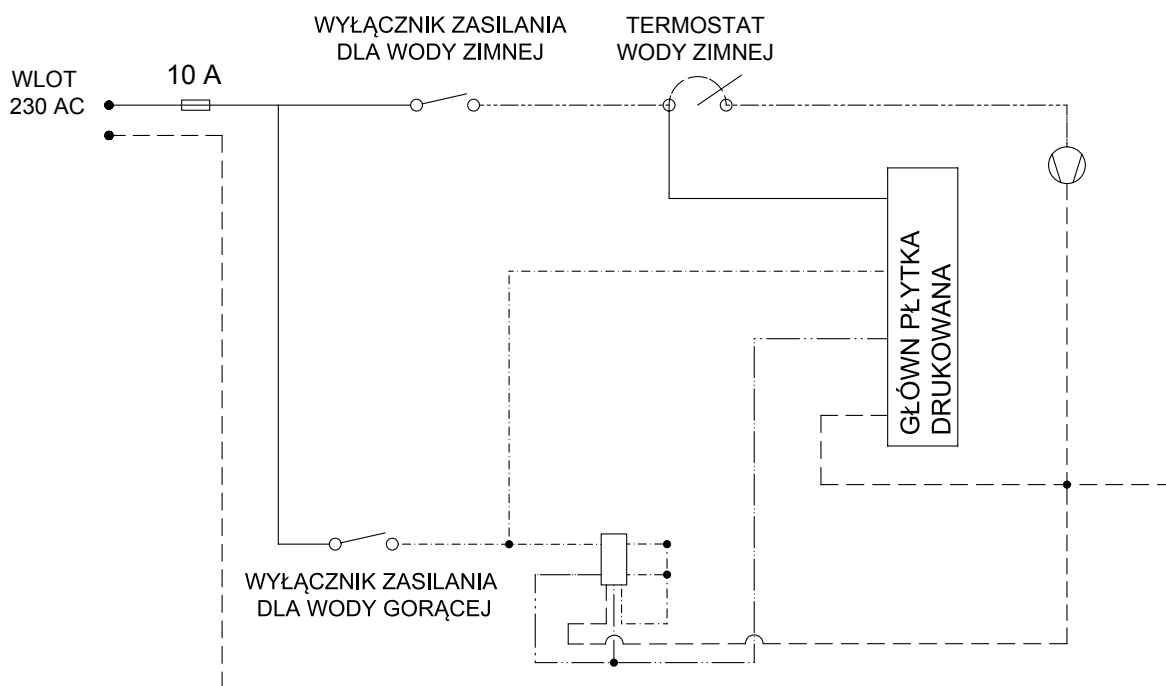 WYŁĄCZNIK ZASILANIA
DLA WODY ZIMNEJ
TERMOSTAT
WODY ZIMNEJ
WLOT
230 AC
10 A
GŁÓWN PŁYTKA
DRUKOWANA
WYŁĄCZNIK ZASILANIA
DLA WODY GORĄCEJ